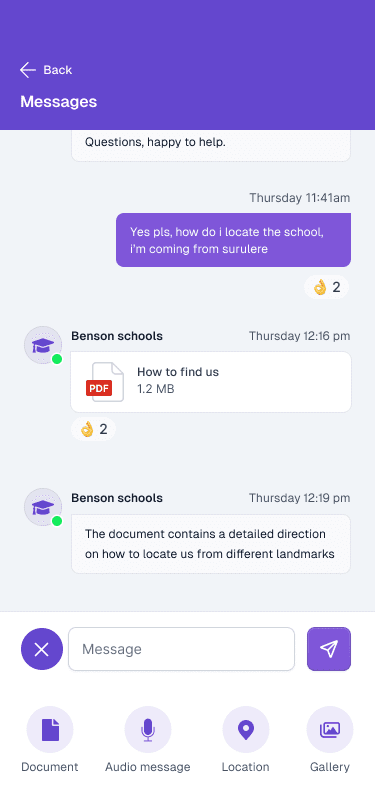 Back
Messages
Questions, happy to help.
Thursday 11:41am
Yes pls, how do i locate the school,
i'm coming from surulere
👌 2
Benson schools
Thursday 12:16 pm
PDF
How to find us
1.2 MB
👌 2
Benson schools
Thursday 12:19 pm
The document contains a detailed direction
on how to locate us from different landmarks
Message
Document
Audio message
Location
Gallery